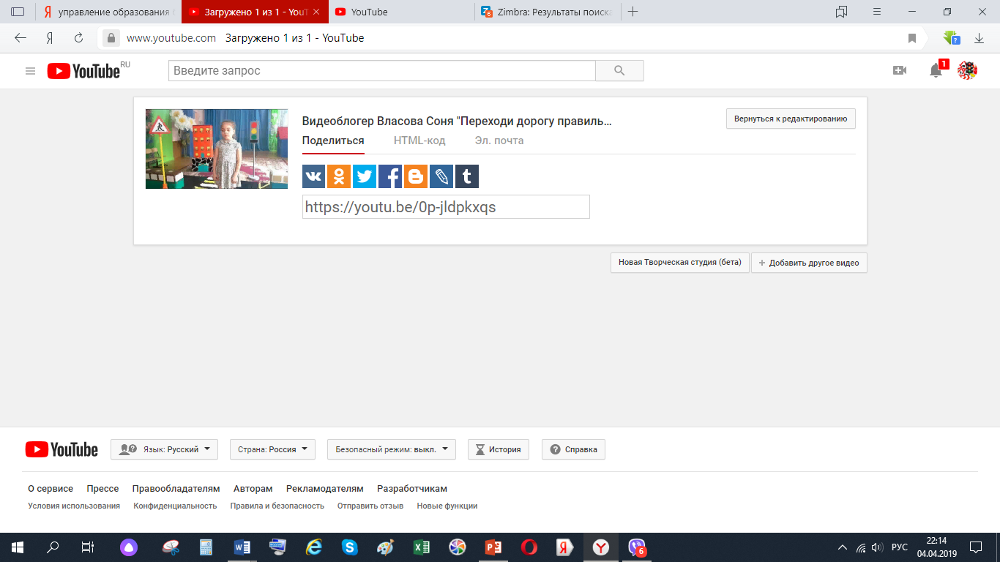 управление образования
Загружено 1 из 1 - YouT
YouTube
Zimbra: Результаты поиска
www.youtube.com Загружено 1 из 1 - YouTube
YouTube RU
Введите запрос
1
Видеоблогер Власова Соня "Переходи дорогу правиль...
Вернуться к редактированию
Поделиться HTML-код Эл. почта
https://youtu.be/0p-jldpkxqs
Новая Творческая студия (бета)
+ Добавить другое видео
YouTube
Язык: Русский
Страна: Россия
Безопасный режим: выкл.
История
Справка
О сервисе Прессе Правообладателям Авторам Рекламодателям Разработчикам
Условия использования Конфиденциальность Правила и безопасность Отправить отзыв Новые функции
6
РУС
22:14
04.04.2019